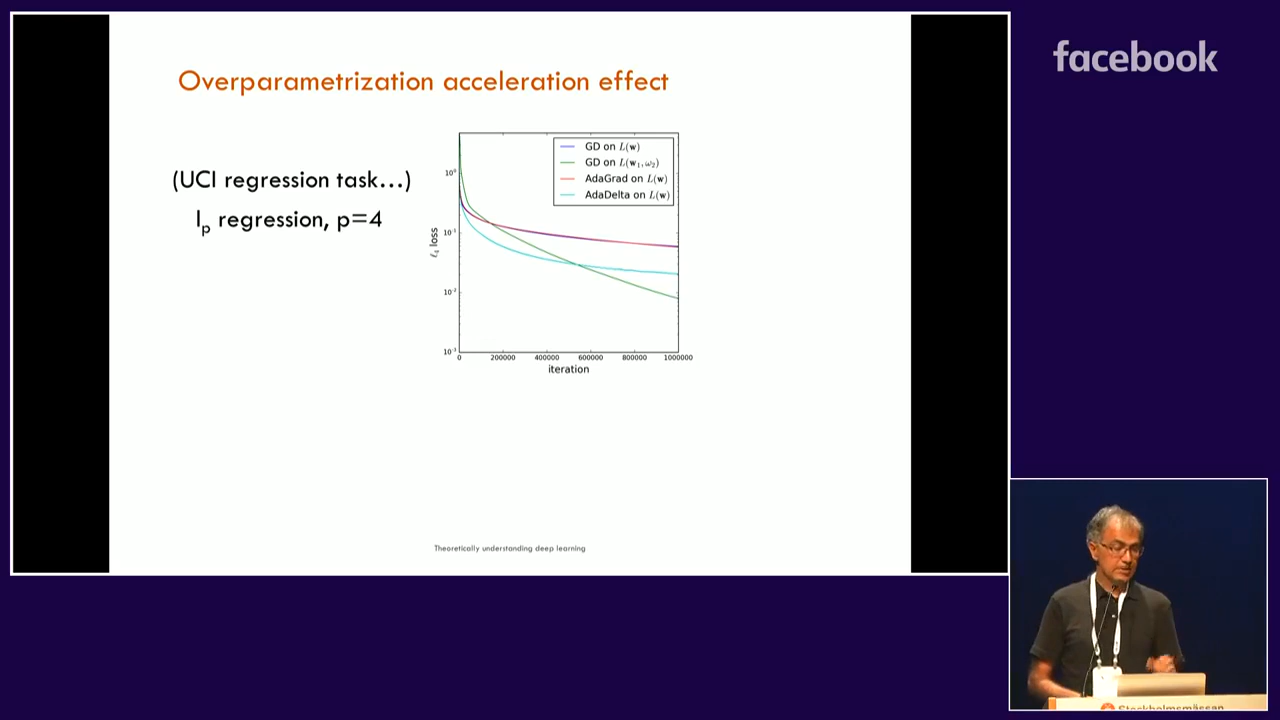 facebook
Overparametrization acceleration effect
(UCI regression task...)
lp regression, p=4
GD on L(w)
GD on L(w₁,ω₂)
AdaGrad on L(w)
AdaDelta on L(w)
10⁰
10⁻¹
10⁻²
10⁻³
ℓ₄ loss
0 200000 400000 600000 800000 1000000
iteration
Theoretically understanding deep learning
Stockholmsmässan